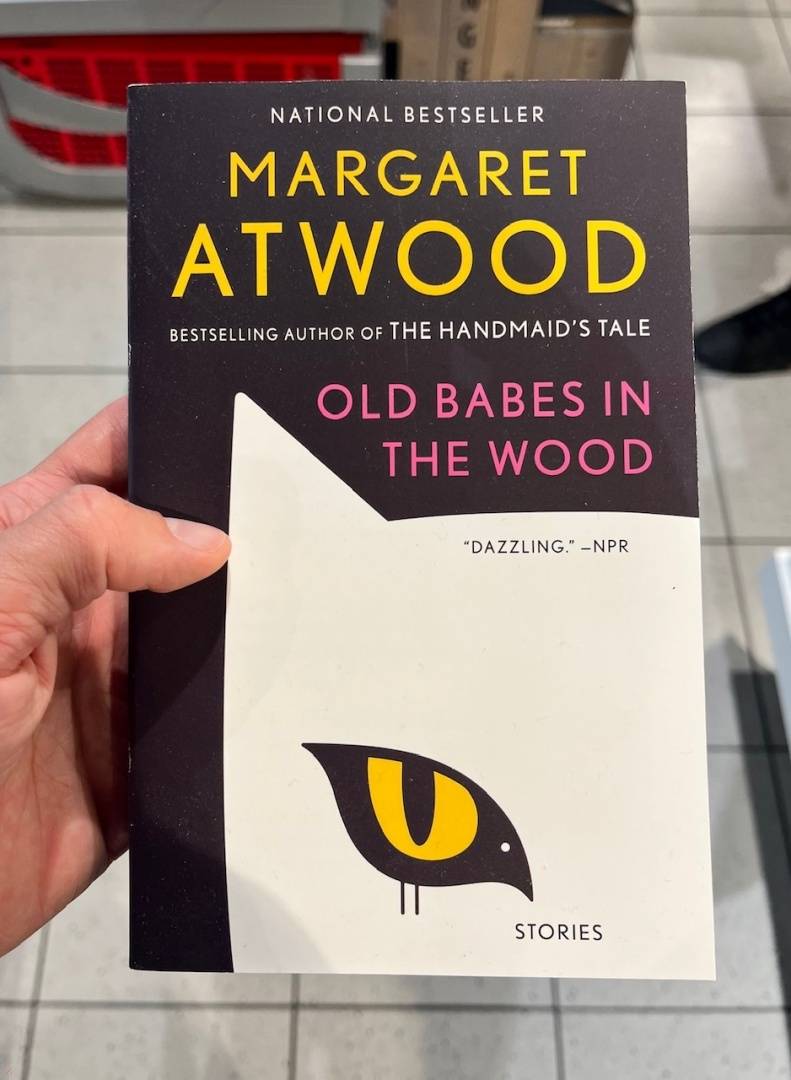 NATIONAL BESTSELLER
MARGARET
ATWOOD
BESTSELLING AUTHOR OF THE HANDMAID'S TALE
OLD BABES IN
THE WOOD
“DAZZLING.” –NPR
STORIES